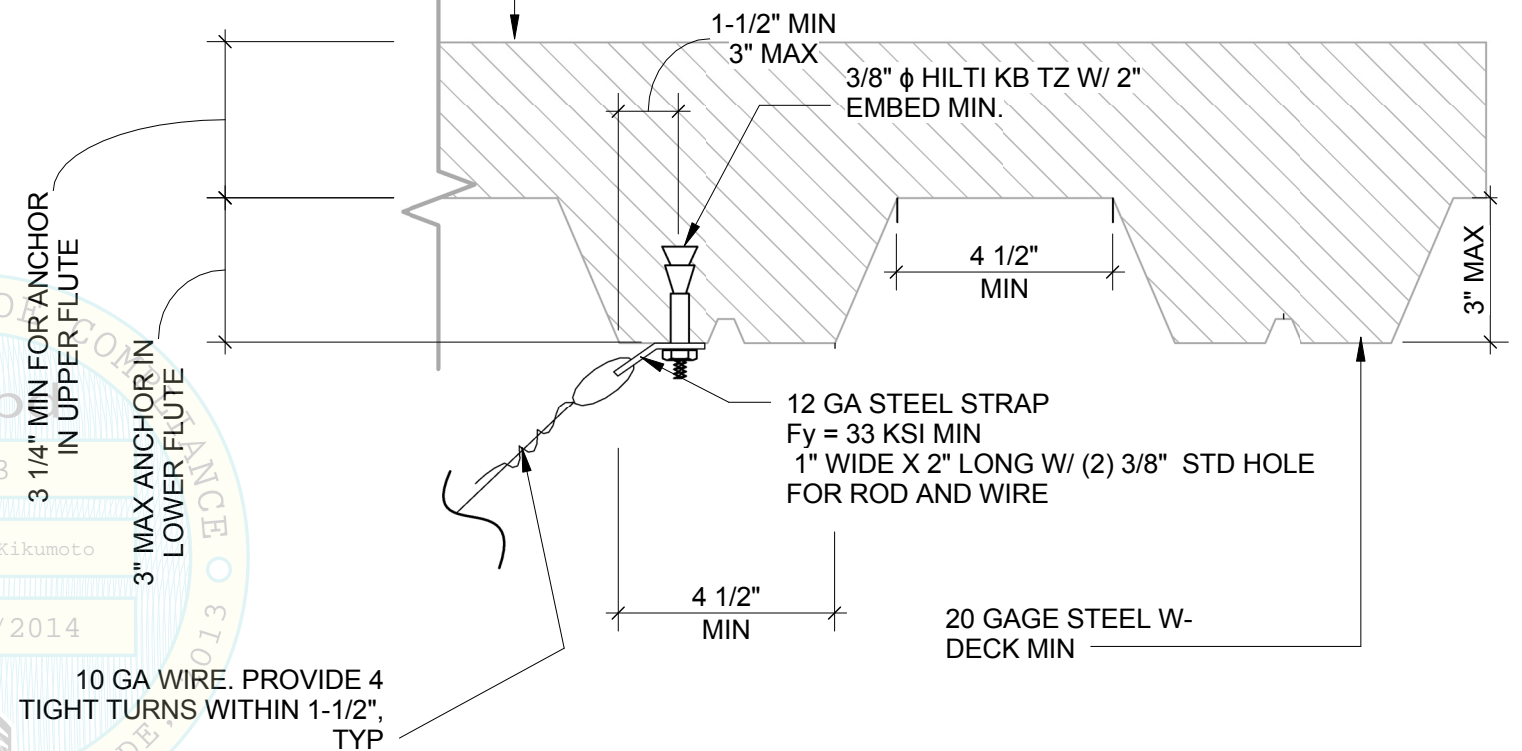 1-1/2" MIN
3" MAX
3/8" ϕ HILTI KB TZ W/ 2"
EMBED MIN.
3 1/4" MIN FOR ANCHOR
IN UPPER FLUTE
3" MAX ANCHOR IN
LOWER FLUTE
4 1/2"
MIN
3" MAX
12 GA STEEL STRAP
Fy = 33 KSI MIN
1" WIDE X 2" LONG W/ (2) 3/8" STD HOLE
FOR ROD AND WIRE
4 1/2"
MIN
20 GAGE STEEL W-
DECK MIN
10 GA WIRE. PROVIDE 4
TIGHT TURNS WITHIN 1-1/2",
TYP
Kikumoto
/2014
2013